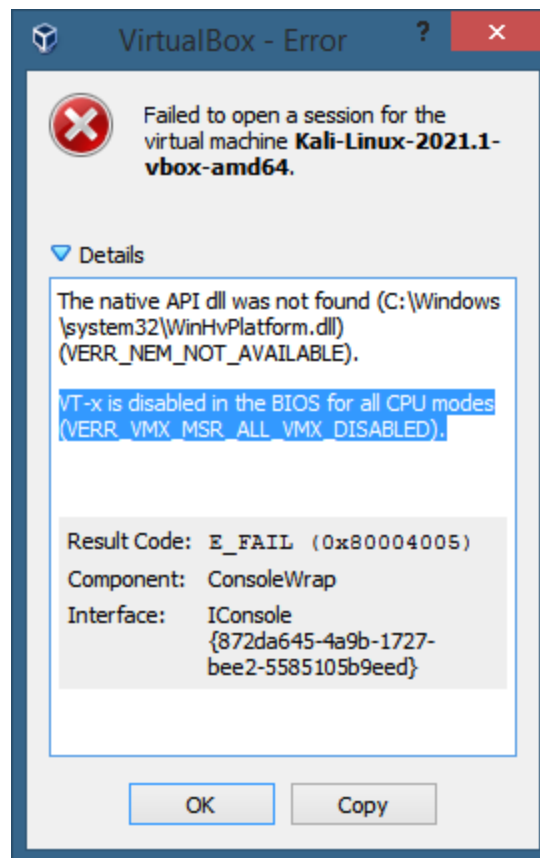 VirtualBox - Error ? ×
Failed to open a session for the
virtual machine Kali-Linux-2021.1-
vbox-amd64.
Details
The native API dll was not found (C:\Windows
\system32\WinHvPlatform.dll)
(VERR_NEM_NOT_AVAILABLE).
VT-x is disabled in the BIOS for all CPU modes
(VERR_VMX_MSR_ALL_VMX_DISABLED).
Result Code: E_FAIL (0x80004005)
Component: ConsoleWrap
Interface: IConsole
{872da645-4a9b-1727-
bee2-5585105b9eed}
OK Copy